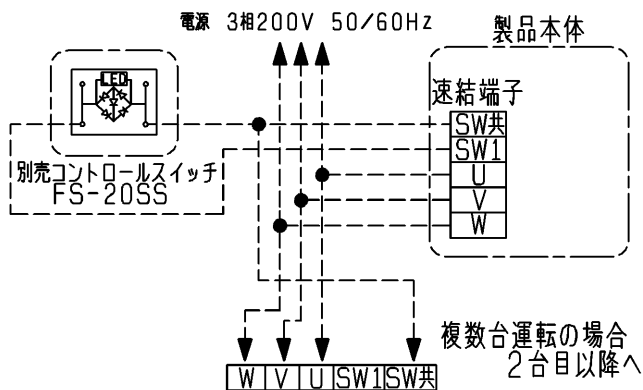 電源 3相200V 50/60Hz
製品本体
LED
速結端子
SW共
SW1
U
V
W
別売コントロールスイッチ
FS-20SS
複数台運転の場合
2台目以降へ
W V U SW1 SW共